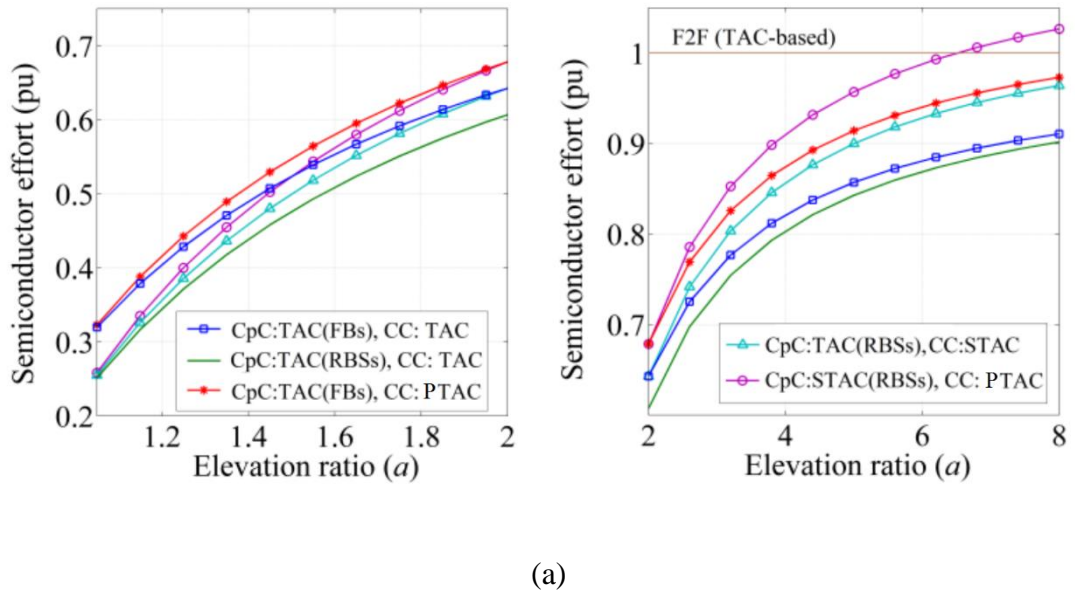 Semiconductor effort (pu)
0.7
0.6
0.5
0.4
0.3
0.2
CpC:TAC(FBs), CC: TAC
CpC:TAC(RBSs), CC: TAC
CpC:TAC(FBs), CC: PTAC
1.2 1.4 1.6 1.8 2
Elevation ratio (a)
Semiconductor effort (pu)
F2F (TAC-based)
1
0.9
0.8
0.7
CpC:TAC(RBSs),CC:STAC
CpC:STAC(RBSs), CC: PTAC
2 4 6 8
Elevation ratio (a)
(a)